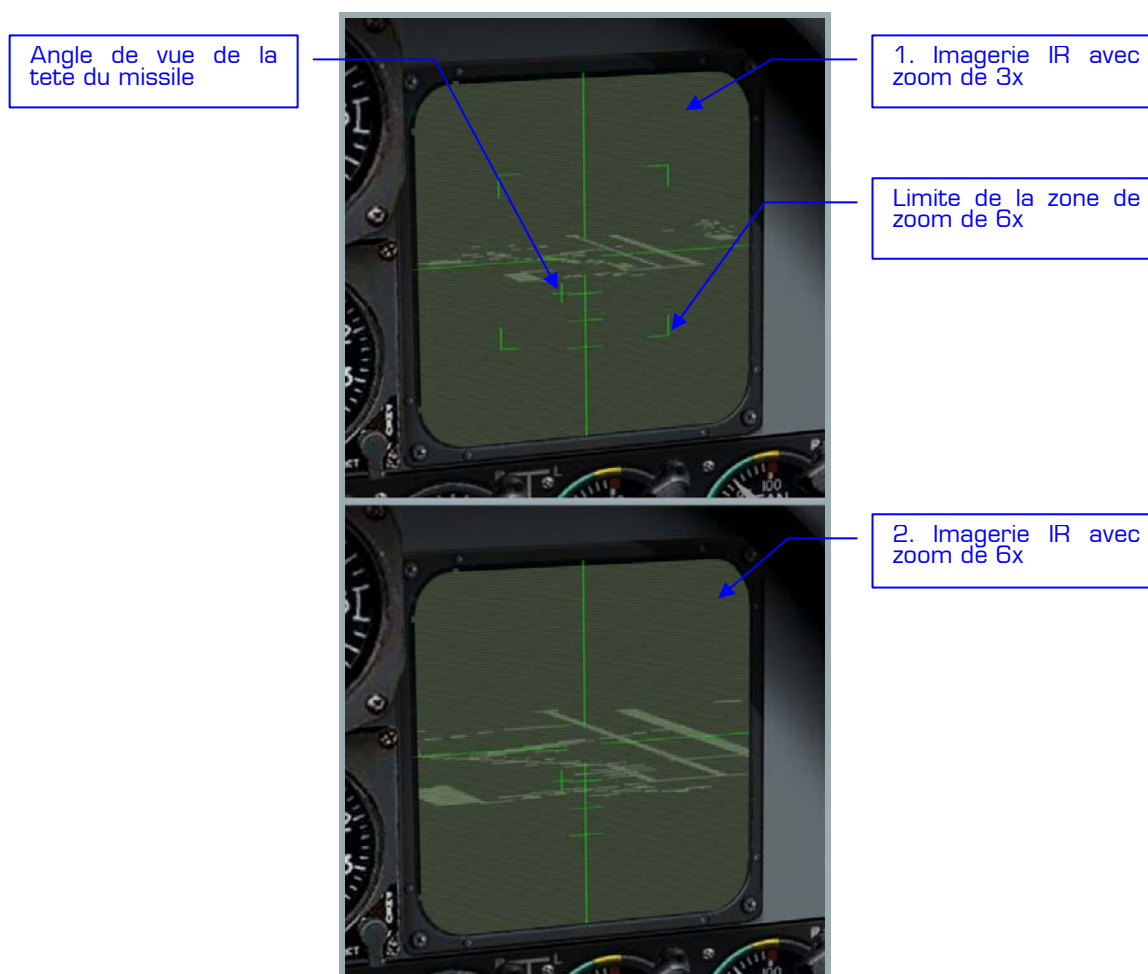 Angle de vue de la
tete du missile
1. Imagerie IR avec
zoom de 3x
Limite de la zone de
zoom de 6x
2. Imagerie IR avec
zoom de 6x
100